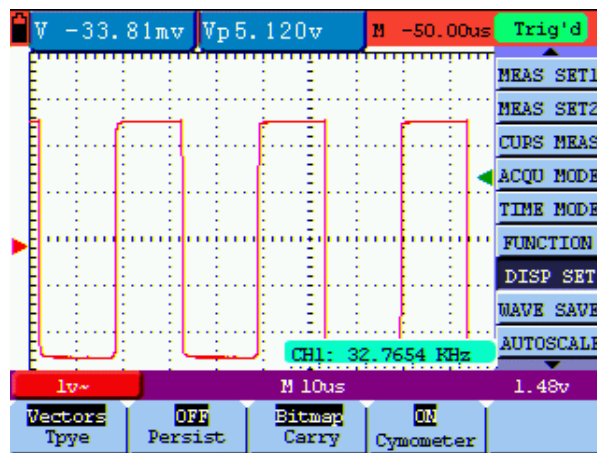 V -33.81mv Vp5.120v M -50.00us Trig'd
MEAS SET1
MEAS SET2
CURS MEAS
ACQU MODE
TIME MODE
FUNCTION
DISP SET
WAVE SAVE
AUTOSCALE
CH1: 32.7654 KHz
1v~ M 10us 1.48v
Vectors OFF Bitmap ON
Tpye Persist Carry Cymometer